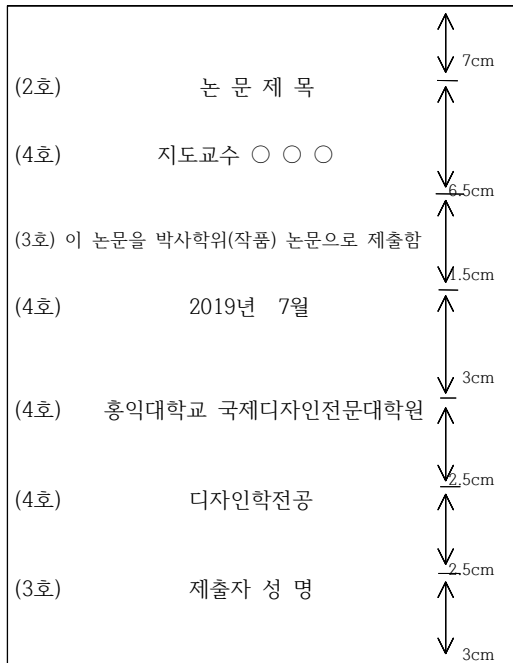 7cm
(2호) 논 문 제 목
(4호) 지도교수 ○ ○ ○
6.5cm
(3호) 이 논문을 박사학위(작품) 논문으로 제출함
1.5cm
(4호) 2019년 7월
3cm
(4호) 홍익대학교 국제디자인전문대학원
2.5cm
(4호) 디자인학전공
2.5cm
(3호) 제출자 성 명
3cm